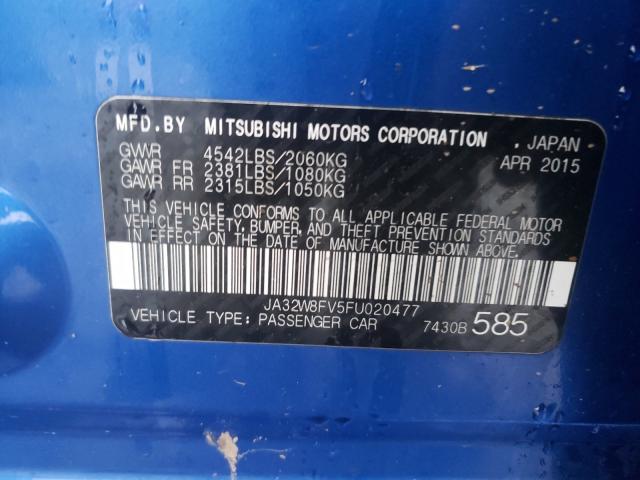 MFD.BY MITSUBISHI MOTORS CORPORATION , JAPAN
GVWR 4542LBS/2060KG APR 2015
GAWR FR 2381LBS/1080KG
GAWR RR 2315LBS/1050KG
THIS VEHICLE CONFORMS TO ALL APPLICABLE FEDERAL MOTOR
VEHICLE SAFETY, BUMPER, AND THEFT PREVENTION STANDARDS
IN EFFECT ON THE DATE OF MANUFACTURE SHOWN ABOVE.
JA32W8FV5FU020477
VEHICLE TYPE: PASSENGER CAR 7430B 585